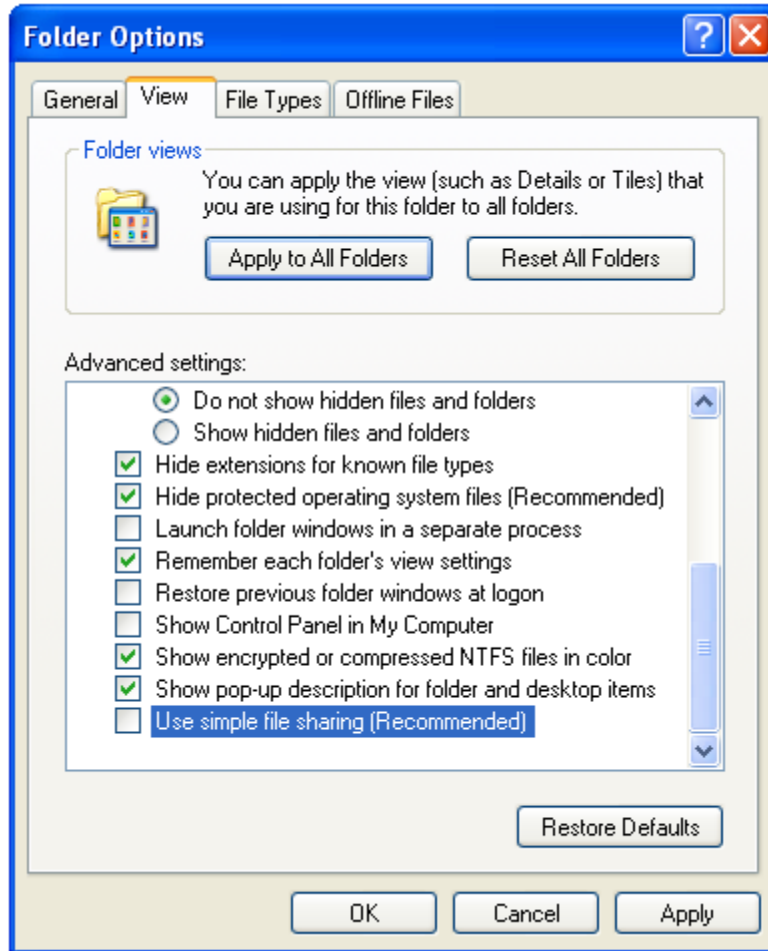 Folder Options
General
View
File Types
Offline Files
Folder views
You can apply the view (such as Details or Tiles) that
you are using for this folder to all folders.
Apply to All Folders
Reset All Folders
Advanced settings:
Do not show hidden files and folders
Show hidden files and folders
Hide extensions for known file types
Hide protected operating system files (Recommended)
Launch folder windows in a separate process
Remember each folder's view settings
Restore previous folder windows at logon
Show Control Panel in My Computer
Show encrypted or compressed NTFS files in color
Show pop-up description for folder and desktop items
Use simple file sharing (Recommended)
Restore Defaults
OK
Cancel
Apply